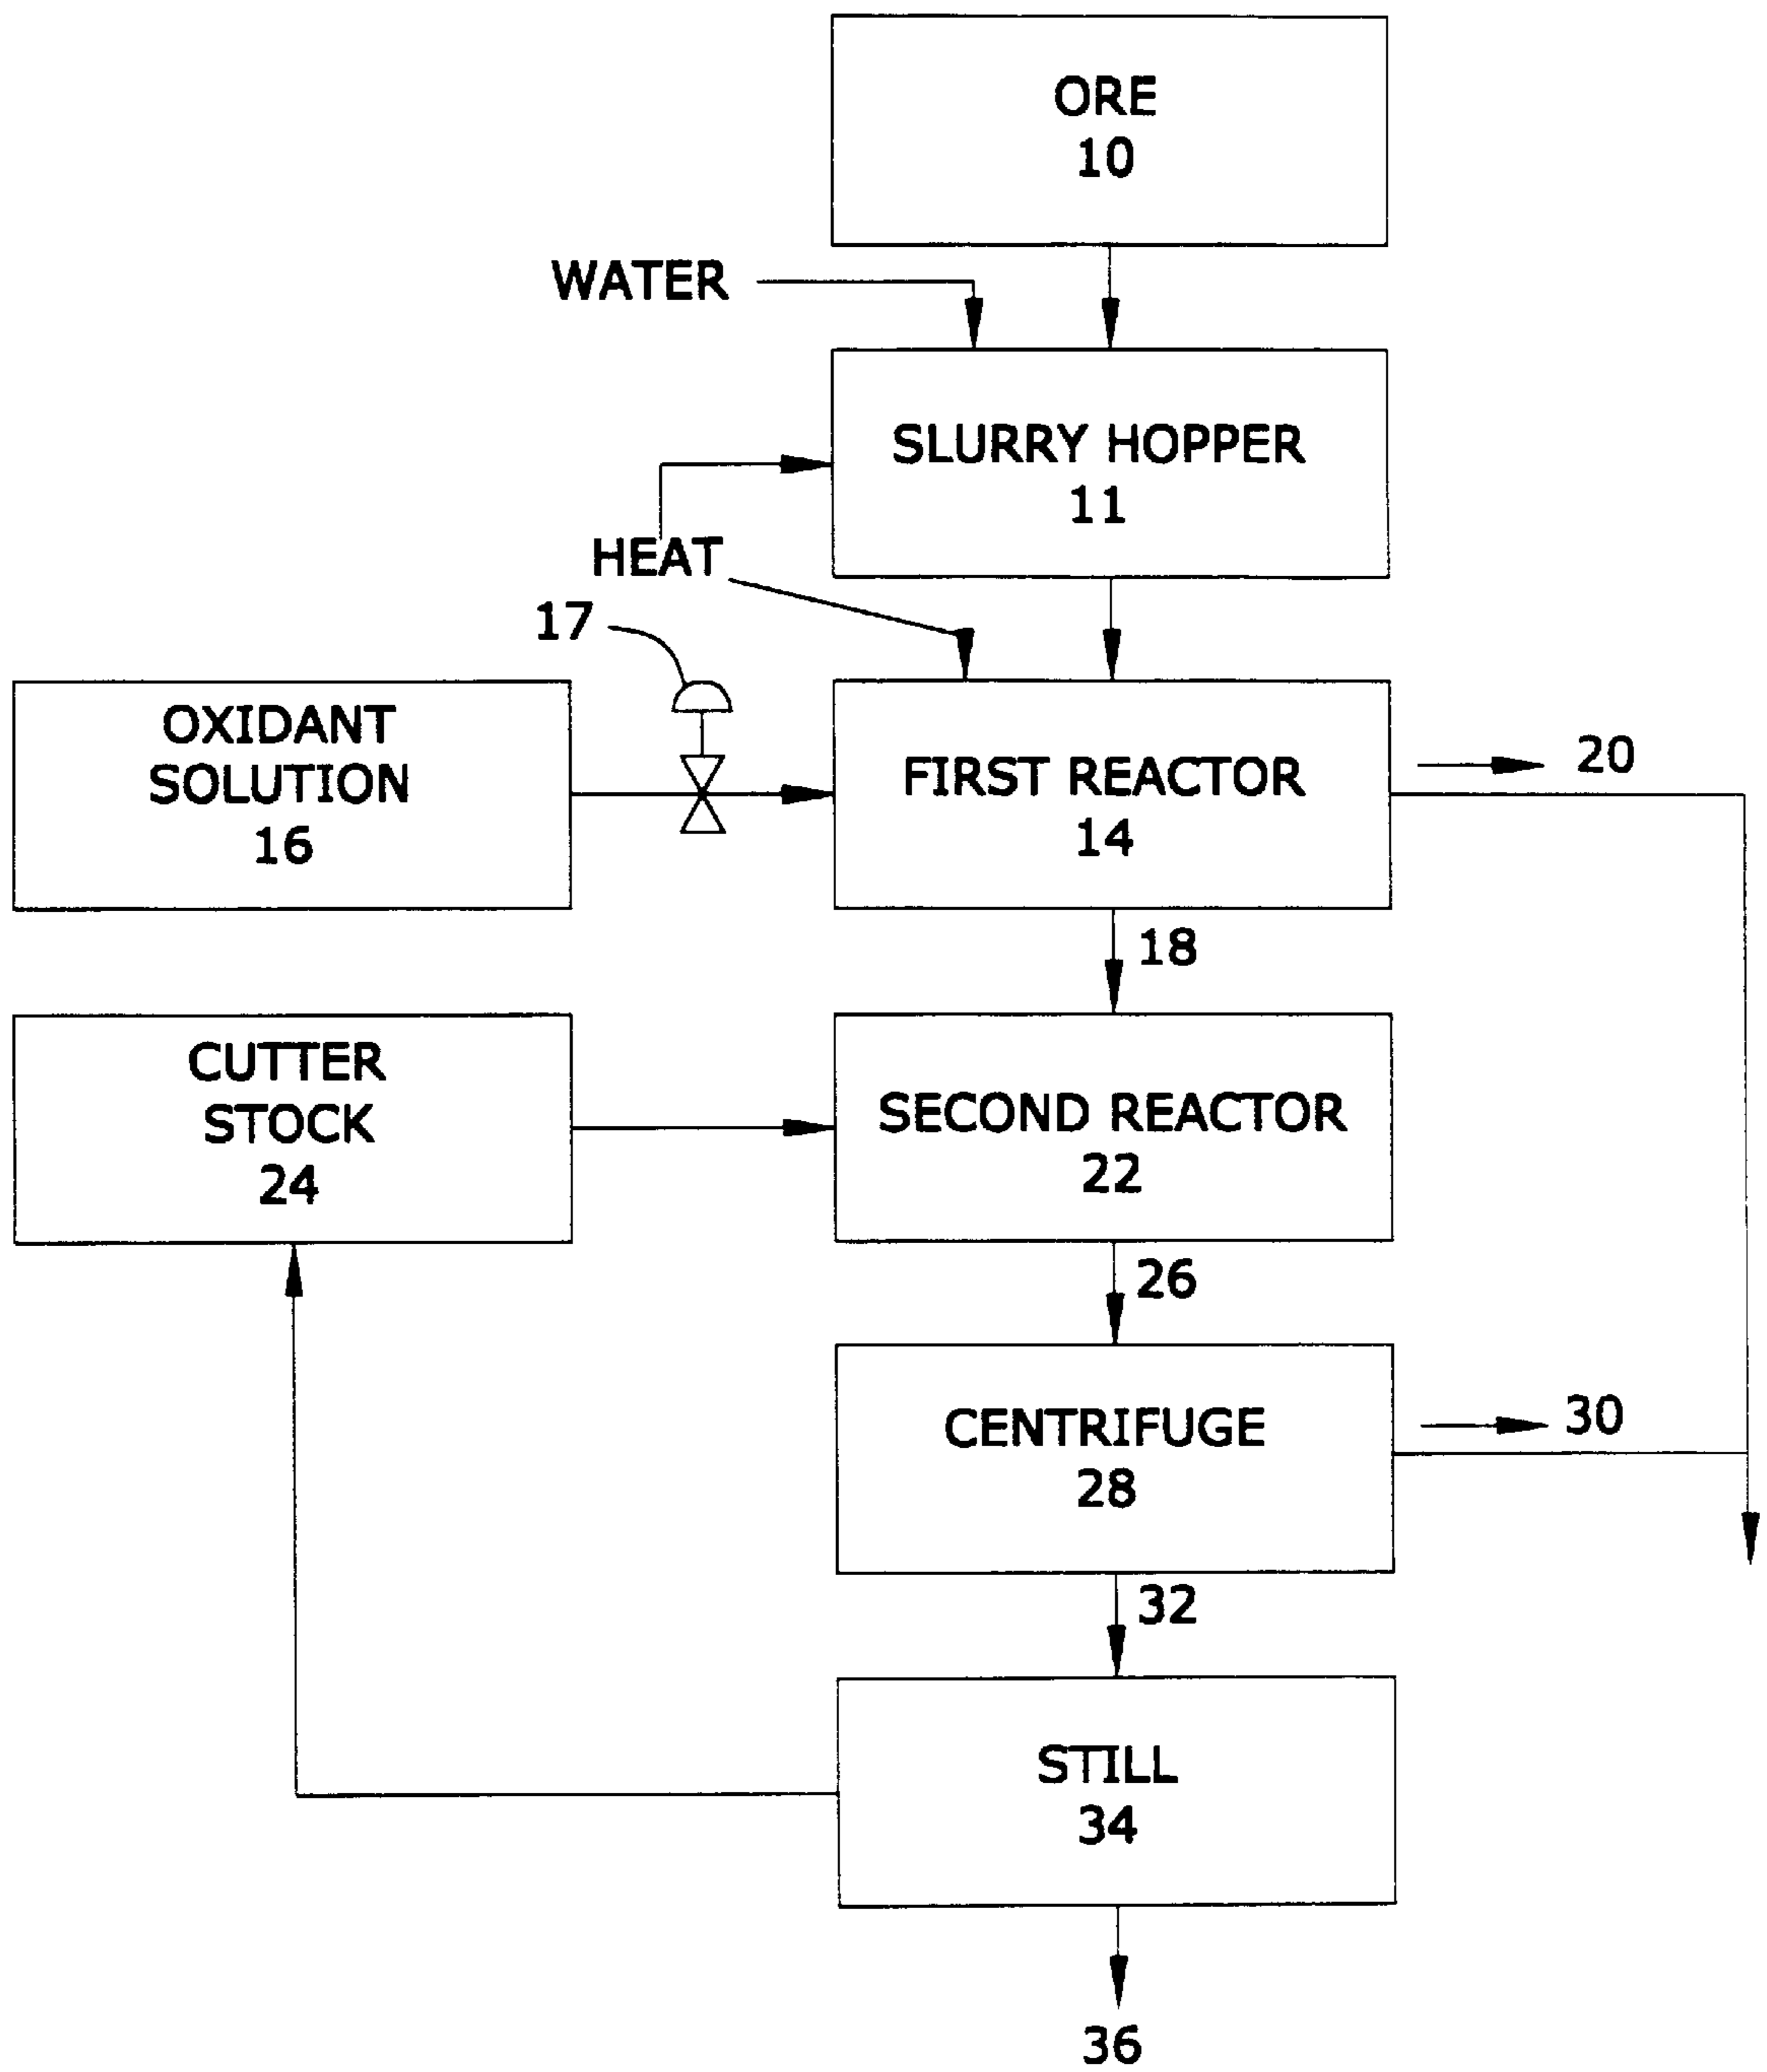 ORE
10
WATER
SLURRY HOPPER
11
HEAT
17
OXIDANT
SOLUTION
16
FIRST REACTOR
14
20
18
CUTTER
STOCK
24
SECOND REACTOR
22
26
CENTRIFUGE
28
30
32
STILL
34
36